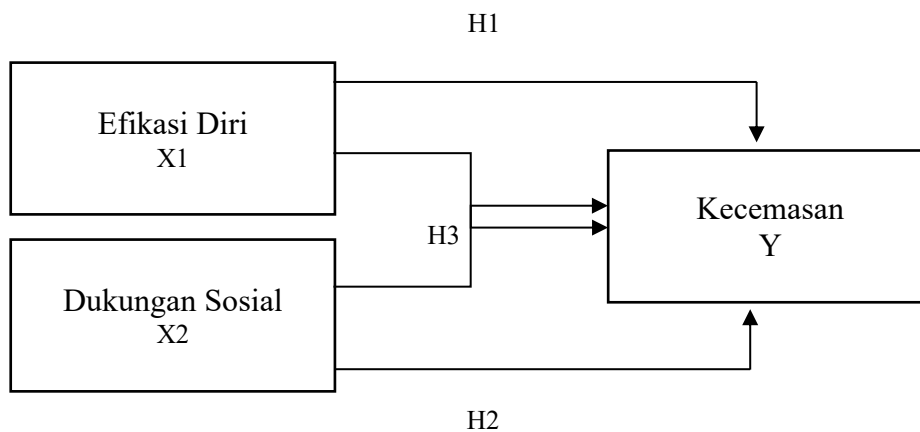 H1
Efikasi Diri
X1
Kecemasan
Y
H3
Dukungan Sosial
X2
H2